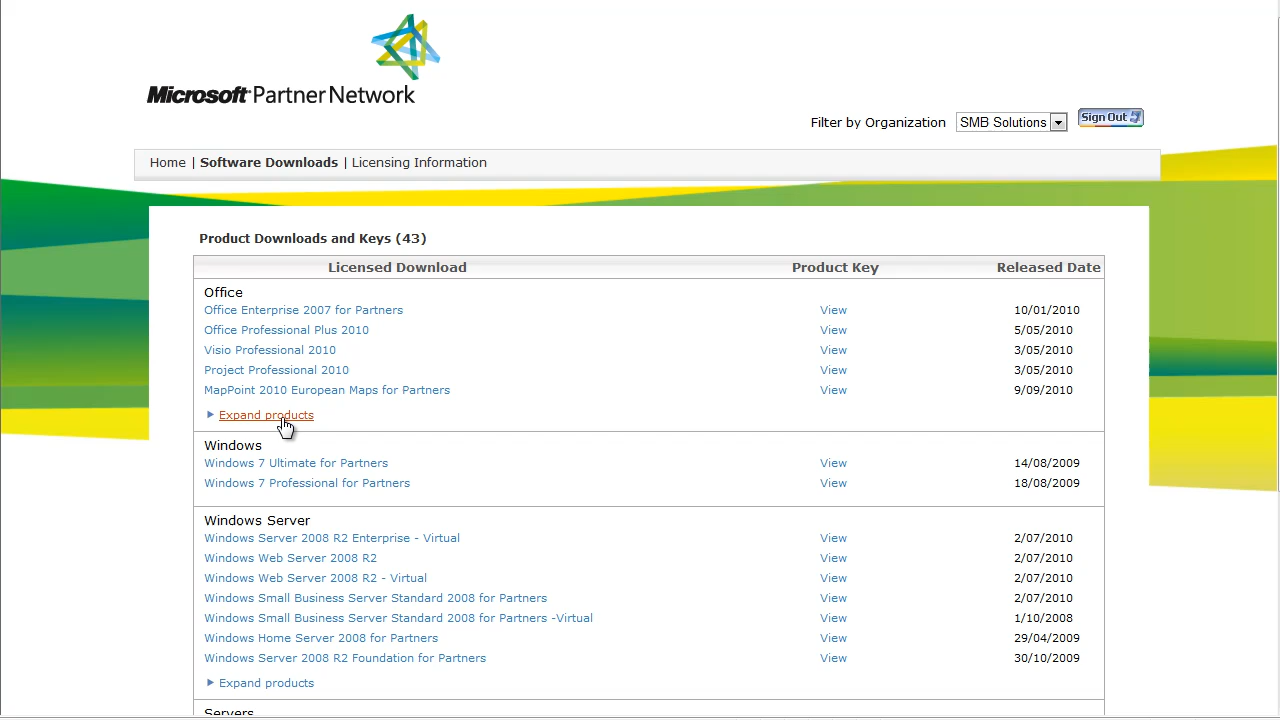 Microsoft Partner Network
Filter by Organization SMB Solutions Sign Out
Home | Software Downloads | Licensing Information
Product Downloads and Keys (43)
Licensed Download Product Key Released Date
Office
Office Enterprise 2007 for Partners View 10/01/2010
Office Professional Plus 2010 View 5/05/2010
Visio Professional 2010 View 3/05/2010
Project Professional 2010 View 3/05/2010
MapPoint 2010 European Maps for Partners View 9/09/2010
Expand products
Windows
Windows 7 Ultimate for Partners View 14/08/2009
Windows 7 Professional for Partners View 18/08/2009
Windows Server
Windows Server 2008 R2 Enterprise - Virtual View 2/07/2010
Windows Web Server 2008 R2 View 2/07/2010
Windows Web Server 2008 R2 - Virtual View 2/07/2010
Windows Small Business Server Standard 2008 for Partners View 2/07/2010
Windows Small Business Server Standard 2008 for Partners -Virtual View 1/10/2008
Windows Home Server 2008 for Partners View 29/04/2009
Windows Server 2008 R2 Foundation for Partners View 30/10/2009
Expand products
Servers